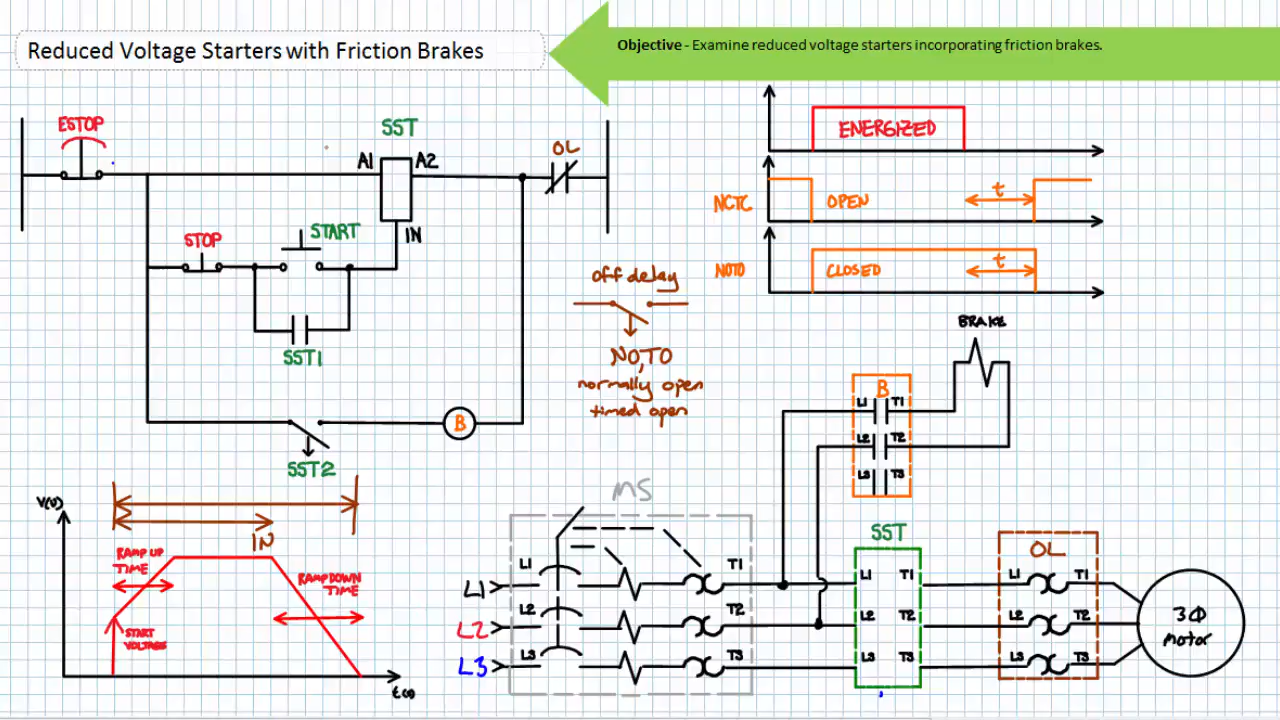 Reduced Voltage Starters with Friction Brakes
Objective - Examine reduced voltage starters incorporating friction brakes.
ESTOP
SST
A1
A2
OL
STOP
START
IN
SST1
SST2
B
ENERGIZED
NCTC
OPEN
t
NOTO
CLOSED
t
off delay
NO,TO
normally open
timed open
BRAKE
B
L1 T1
L2 T2
L3 T3
V(V)
IN
RAMP UP
TIME
RAMP DOWN
TIME
START
VOLTAGE
t(s)
MS
L1
L2
L3
L1 T1
L2 T2
L3 T3
SST
L1 T1
L2 T2
L3 T3
OL
L1 T1
L2 T2
L3 T3
3Φ
motor